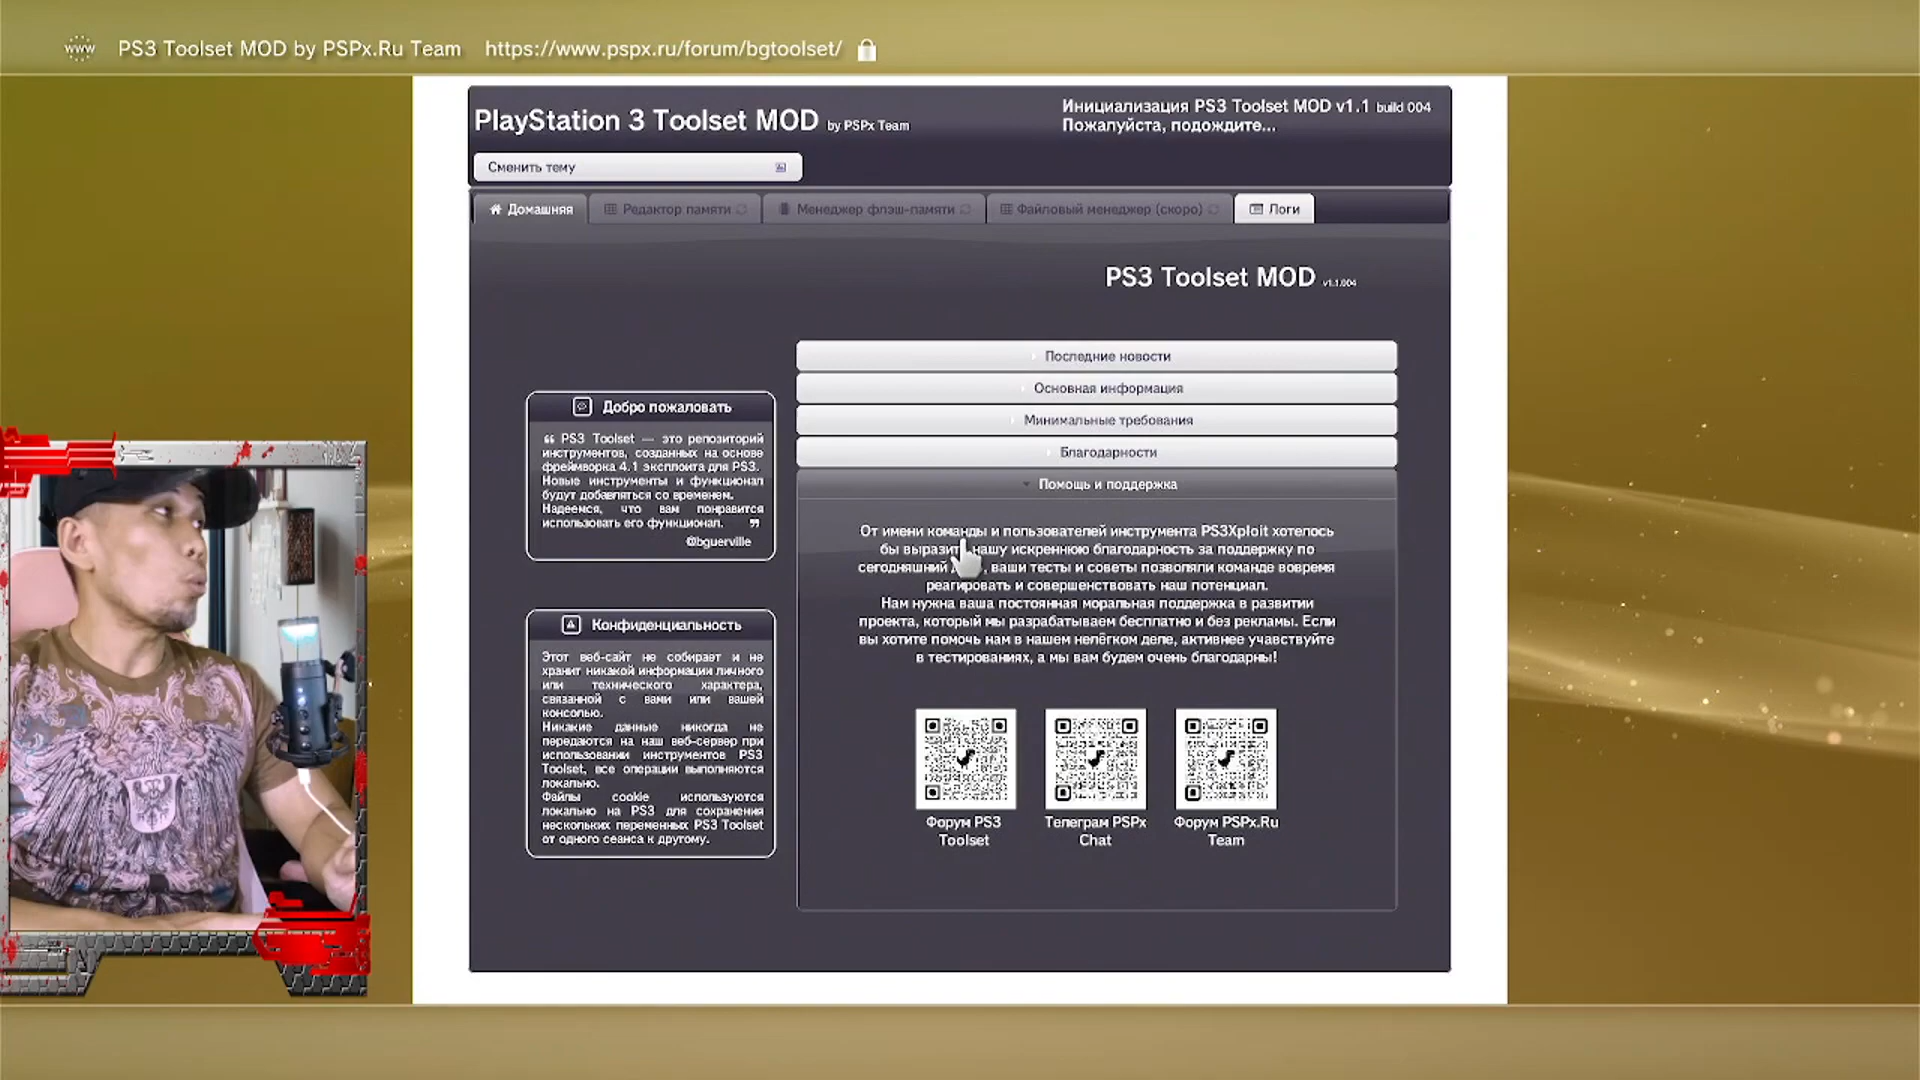 PS3 Toolset MOD by PSPx.Ru Team https://www.pspx.ru/forum/bgtoolset/
PlayStation 3 Toolset MOD by PSPx Team
Инициализация PS3 Toolset MOD v1.1 build 004
Пожалуйста, подождите...
Сменить тему
Домашняя
Редактор памяти
Менеджер флэш-памяти
Файловый менеджер (скоро)
Логи
PS3 Toolset MOD v1.1.004
Добро пожаловать
“ PS3 Toolset — это репозиторий
инструментов, созданных на основе
фреймворка 4.1 эксплоита для PS3.
Новые инструменты и функционал
будут добавляться со временем.
Надеемся, что вам понравится
использовать его функционал. ”
@bguerville
Конфиденциальность
Этот веб-сайт не собирает и не
хранит никакой информации личного
или технического характера,
связанной с вами или вашей
консолью.
Никакие данные никогда не
передаются на наш веб-сервер при
использовании инструментов PS3
Toolset, все операции выполняются
локально.
Файлы cookie используются
локально на PS3 для сохранения
нескольких переменных PS3 Toolset
от одного сеанса к другому.
Последние новости
Основная информация
Минимальные требования
Благодарности
Помощь и поддержка
От имени команды и пользователей инструмента PS3Xploit хотелось
бы выразить нашу искреннюю благодарность за поддержку по
сегодняшний ваши тесты и советы позволяли команде вовремя
реагировать и совершенствовать наш потенциал.
Нам нужна ваша постоянная моральная поддержка в развитии
проекта, который мы разрабатываем бесплатно и без рекламы. Если
вы хотите помочь нам в нашем нелёгком деле, активнее учавствуйте
в тестированиях, а мы вам будем очень благодарны!
Форум PS3
Toolset
Телеграм PSPx
Chat
Форум PSPx.Ru
Team